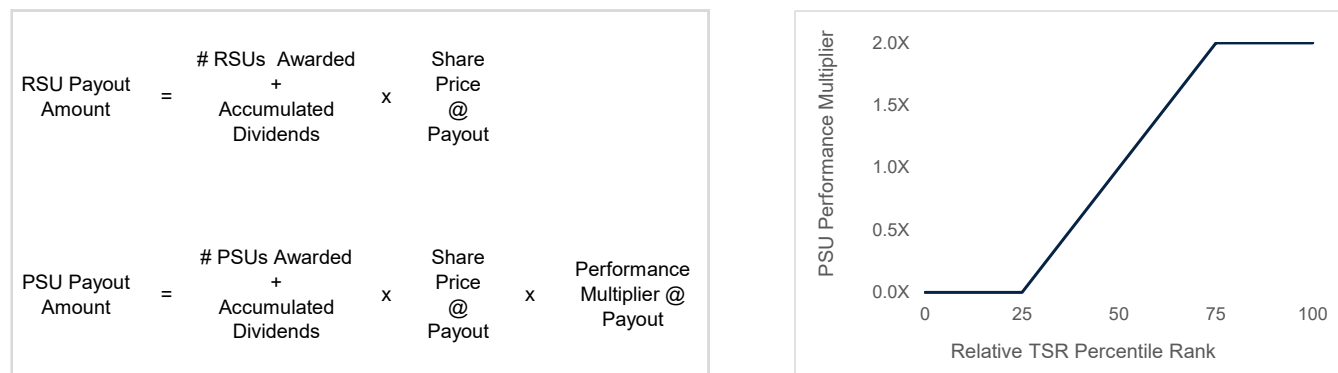 RSU Payout
Amount
=
# RSUs Awarded
+
Accumulated
Dividends
x
Share
Price
@
Payout
PSU Payout
Amount
=
# PSUs Awarded
+
Accumulated
Dividends
x
Share
Price
@
Payout
x
Performance
Multiplier @
Payout
PSU Performance Multiplier
2.0X
1.5X
1.0X
0.5X
0.0X
0 25 50 75 100
Relative TSR Percentile Rank